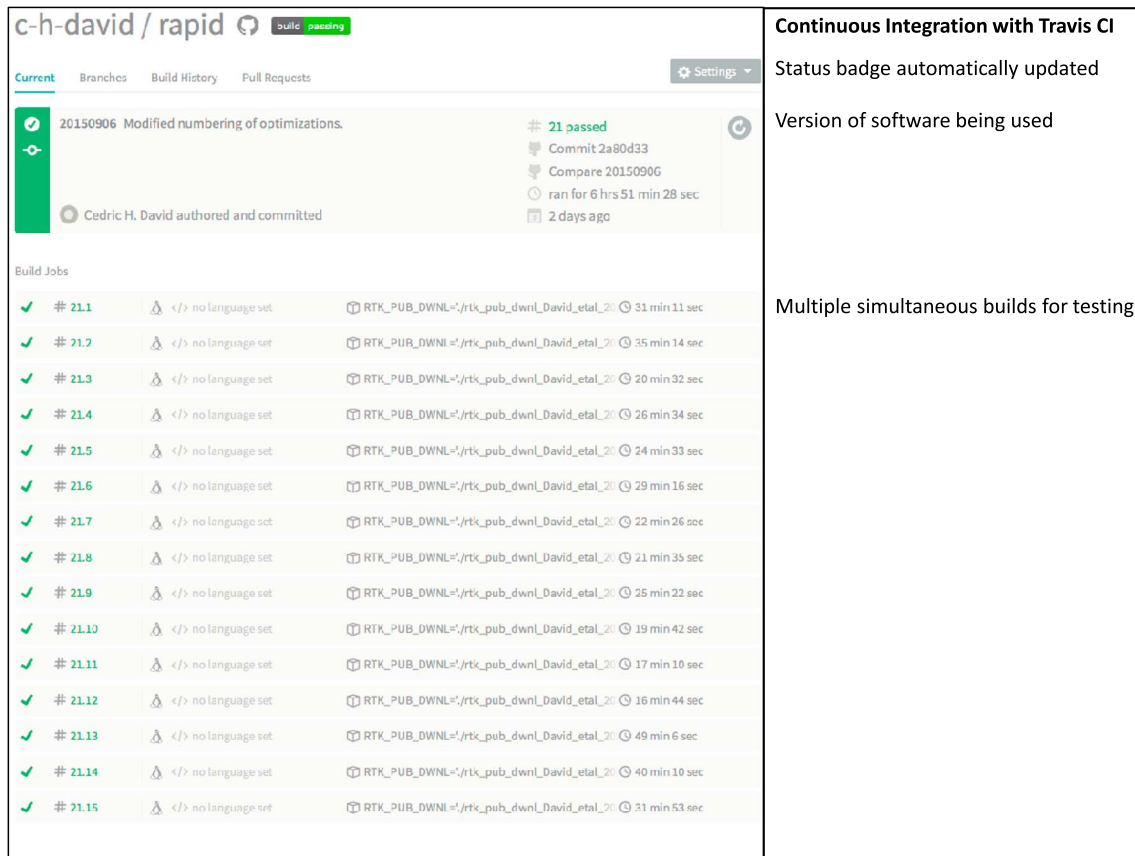 c-h-david / rapid build passing
Current Branches Build History Pull Requests Settings
20150906 Modified numbering of optimizations.
# 21 passed
Commit 2a80d33
Compare 20150906
ran for 6 hrs 51 min 28 sec
Cedric H. David authored and committed
2 days ago
Build Jobs
# 21.1 </> no language set RTK_PUB_DWNL='./rtk_pub_dwnl_David_etal_20 31 min 11 sec
# 21.2 </> no language set RTK_PUB_DWNL='./rtk_pub_dwnl_David_etal_20 35 min 14 sec
# 21.3 </> no language set RTK_PUB_DWNL='./rtk_pub_dwnl_David_etal_20 20 min 32 sec
# 21.4 </> no language set RTK_PUB_DWNL='./rtk_pub_dwnl_David_etal_20 26 min 34 sec
# 21.5 </> no language set RTK_PUB_DWNL='./rtk_pub_dwnl_David_etal_20 24 min 33 sec
# 21.6 </> no language set RTK_PUB_DWNL='./rtk_pub_dwnl_David_etal_20 29 min 16 sec
# 21.7 </> no language set RTK_PUB_DWNL='./rtk_pub_dwnl_David_etal_20 22 min 26 sec
# 21.8 </> no language set RTK_PUB_DWNL='./rtk_pub_dwnl_David_etal_20 21 min 35 sec
# 21.9 </> no language set RTK_PUB_DWNL='./rtk_pub_dwnl_David_etal_20 25 min 22 sec
# 21.10 </> no language set RTK_PUB_DWNL='./rtk_pub_dwnl_David_etal_20 19 min 42 sec
# 21.11 </> no language set RTK_PUB_DWNL='./rtk_pub_dwnl_David_etal_20 17 min 10 sec
# 21.12 </> no language set RTK_PUB_DWNL='./rtk_pub_dwnl_David_etal_20 16 min 44 sec
# 21.13 </> no language set RTK_PUB_DWNL='./rtk_pub_dwnl_David_etal_20 49 min 6 sec
# 21.14 </> no language set RTK_PUB_DWNL='./rtk_pub_dwnl_David_etal_20 40 min 10 sec
# 21.15 </> no language set RTK_PUB_DWNL='./rtk_pub_dwnl_David_etal_20 31 min 53 sec
Continuous Integration with Travis CI
Status badge automatically updated
Version of software being used
Multiple simultaneous builds for testing